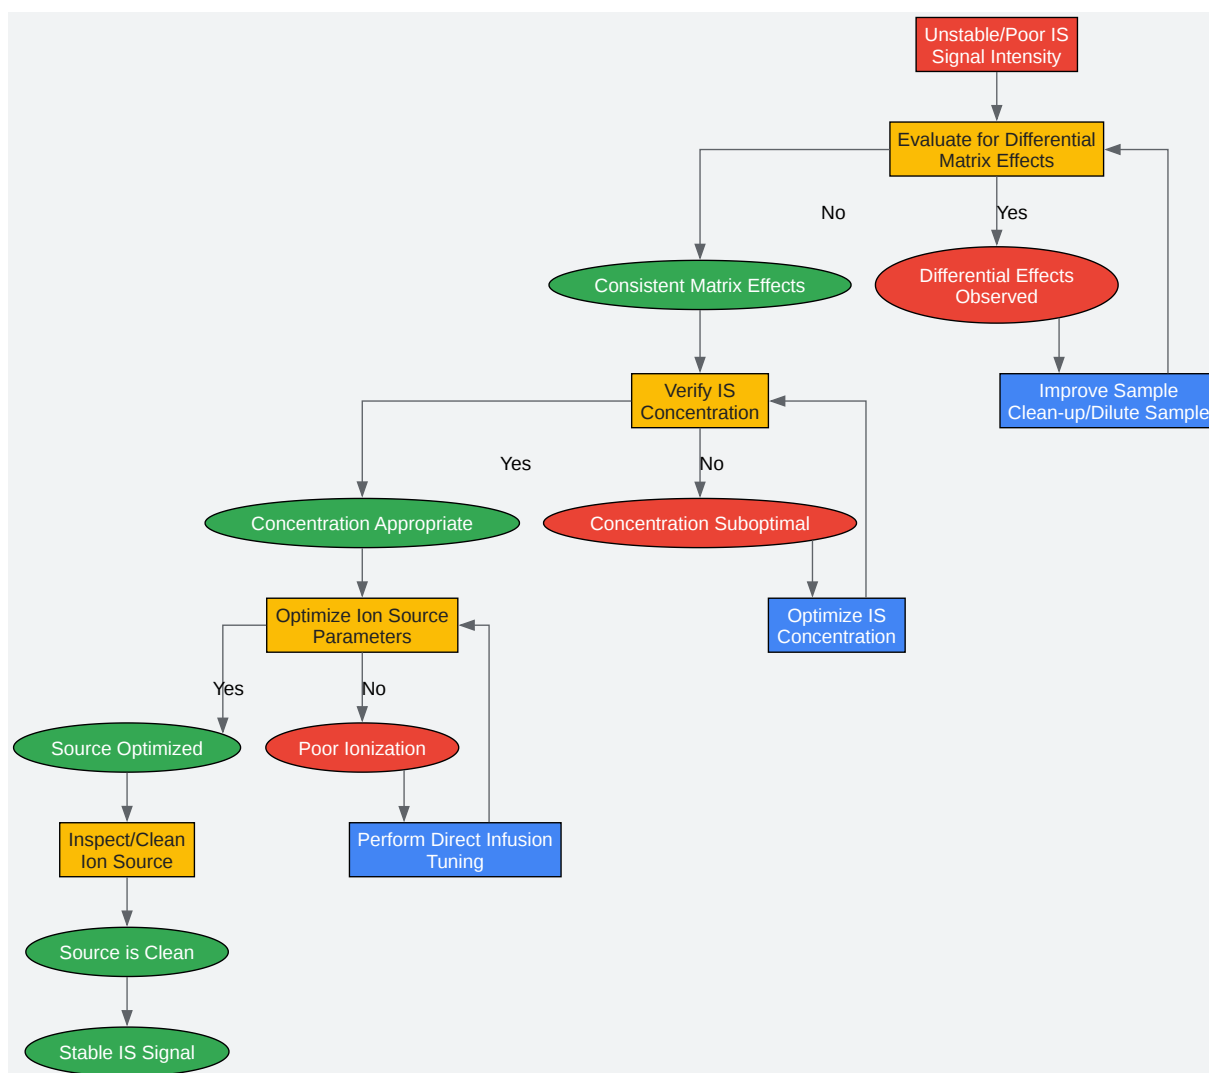 Unstable/Poor IS
Signal Intensity
Evaluate for Differential
Matrix Effects
No
Yes
Consistent Matrix Effects
Differential Effects
Observed
Verify IS
Concentration
Improve Sample
Clean-up/Dilute Sample
Yes
No
Concentration Appropriate
Concentration Suboptimal
Optimize Ion Source
Parameters
Optimize IS
Concentration
Yes
No
Source Optimized
Poor Ionization
Inspect/Clean
Ion Source
Perform Direct Infusion
Tuning
Source is Clean
Stable IS Signal